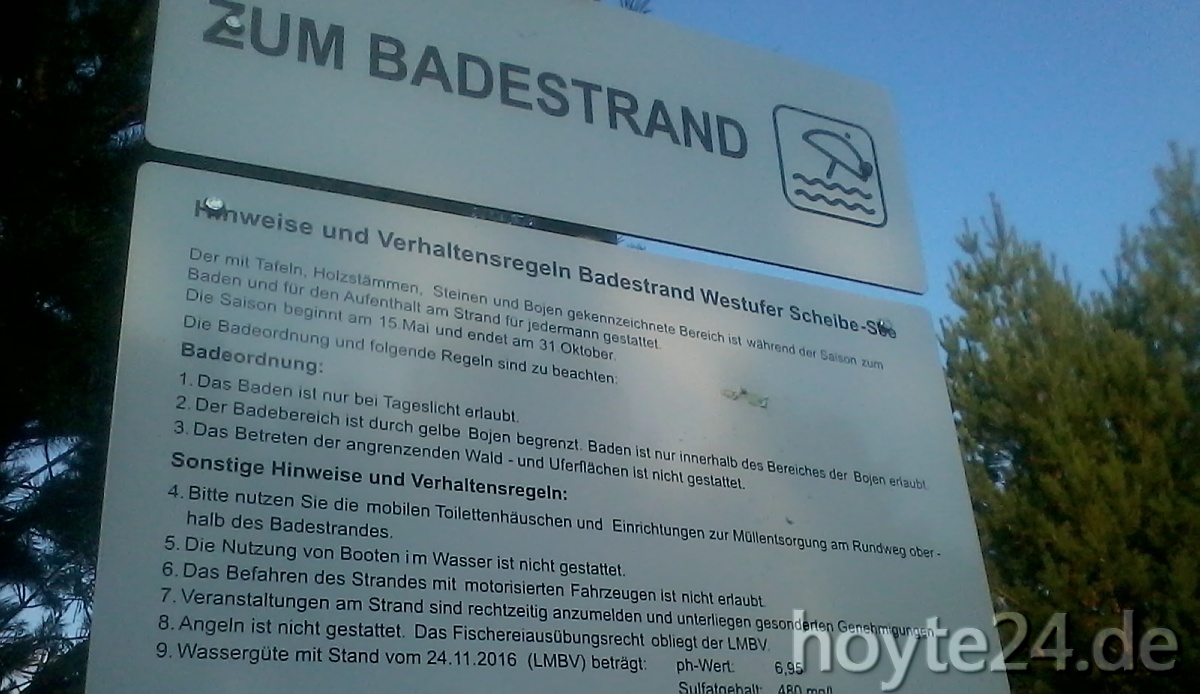 ZUM BADESTRAND
Hinweise und Verhaltensregeln Badestrand Westufer Scheibe-See
Der mit Tafeln, Holzstämmen, Steinen und Bojen gekennzeichnete Bereich ist während der Saison zum
Baden und für den Aufenthalt am Strand für jedermann gestattet.
Die Saison beginnt am 15.Mai und endet am 31.Oktober.
Die Badeordnung und folgende Regeln sind zu beachten:
Badeordnung:
1. Das Baden ist nur bei Tageslicht erlaubt.
2. Der Badebereich ist durch gelbe Bojen begrenzt. Baden ist nur innerhalb des Bereiches der Bojen erlaubt.
3. Das Betreten der angrenzenden Wald - und Uferflächen ist nicht gestattet.
Sonstige Hinweise und Verhaltensregeln:
4. Bitte nutzen Sie die mobilen Toilettenhäuschen und Einrichtungen zur Müllentsorgung am Rundweg ober-
halb des Badestrandes.
5. Die Nutzung von Booten im Wasser ist nicht gestattet.
6. Das Befahren des Strandes mit motorisierten Fahrzeugen ist nicht erlaubt.
7. Veranstaltungen am Strand sind rechtzeitig anzumelden und unterliegen gesonderten Genehmigungen.
8. Angeln ist nicht gestattet. Das Fischereiausübungsrecht obliegt der LMBV.
9. Wassergüte mit Stand vom 24.11.2016 (LMBV) beträgt: ph-Wert: 6,95
Sulfatgehalt: 480 mg/l
hoyte24.de